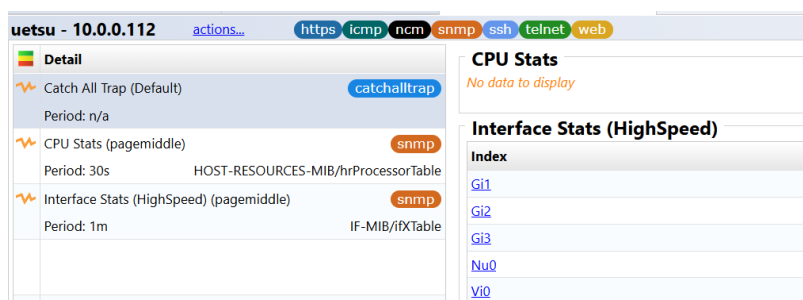 uetsu - 10.0.0.112 actions... https icmp ncm snmp ssh telnet web
Detail
Catch All Trap (Default) catchalltrap
Period: n/a
CPU Stats (pagemiddle) snmp
Period: 30s HOST-RESOURCES-MIB/hrProcessorTable
Interface Stats (HighSpeed) (pagemiddle) snmp
Period: 1m IF-MIB/ifXTable
CPU Stats
No data to display
Interface Stats (HighSpeed)
Index
Gi1
Gi2
Gi3
Nu0
Vi0